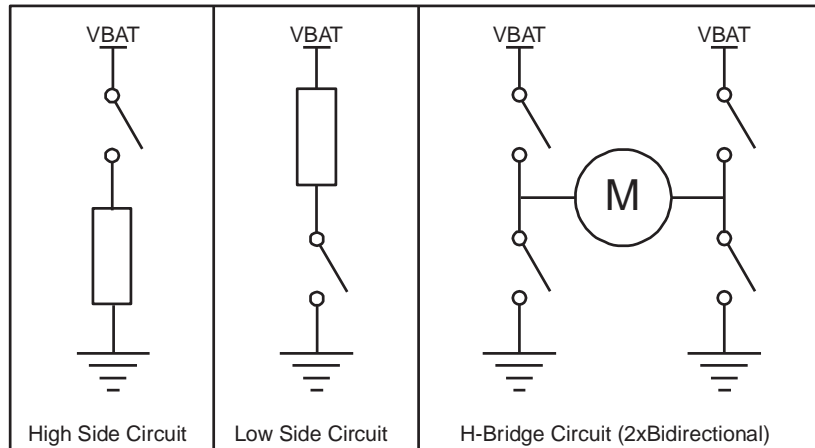 VBAT
VBAT
VBAT
VBAT
M
High Side Circuit
Low Side Circuit
H-Bridge Circuit (2xBidirectional)